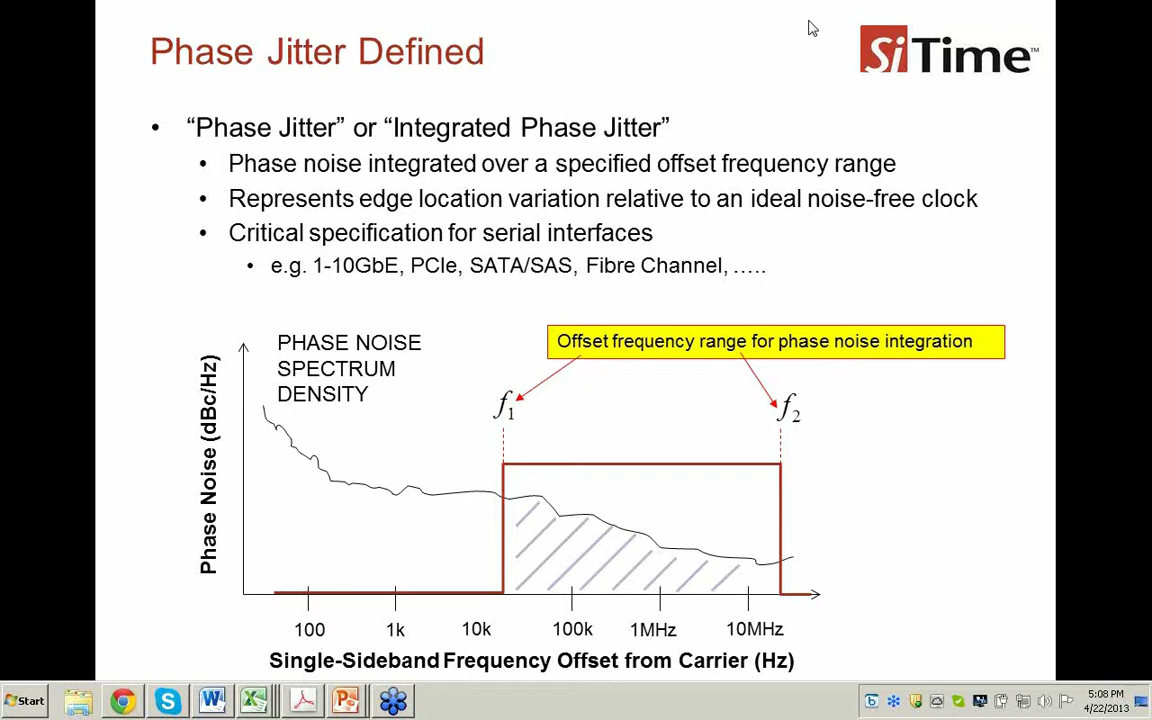 Phase Jitter Defined
SiTime™
• “Phase Jitter” or “Integrated Phase Jitter”
• Phase noise integrated over a specified offset frequency range
• Represents edge location variation relative to an ideal noise-free clock
• Critical specification for serial interfaces
• e.g. 1-10GbE, PCIe, SATA/SAS, Fibre Channel, …..
PHASE NOISE
SPECTRUM
DENSITY
Offset frequency range for phase noise integration
f1
f2
Phase Noise (dBc/Hz)
100 1k 10k 100k 1MHz 10MHz
Single-Sideband Frequency Offset from Carrier (Hz)
Start
5:08 PM
4/22/2013